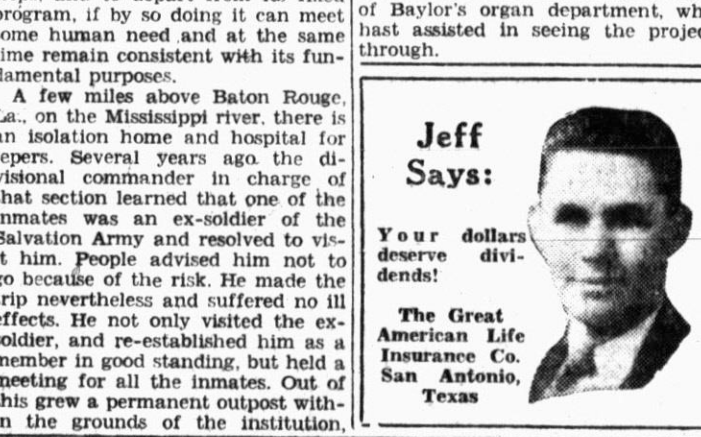 program, if by so doing it can meet
some human need and at the same
time remain consistent with its fun-
damental purposes.
A few miles above Baton Rouge,
La., on the Mississippi river, there is
an isolation home and hospital for
lepers. Several years ago the di-
visional commander in charge of
that section learned that one of the
inmates was an ex-soldier of the
Salvation Army and resolved to vis-
it him. People advised him not to
go because of the risk. He made the
trip nevertheless and suffered no ill
effects. He not only visited the ex-
soldier, and re-established him as a
member in good standing, but held a
meeting for all the inmates. Out of
this grew a permanent outpost with-
in the grounds of the institution,
of Baylor's organ department, wh
hast assisted in seeing the projec
through.
Jeff
Says:
Your dollars
deserve divi-
dends!
The Great
American Life
Insurance Co.
San Antonio,
Texas